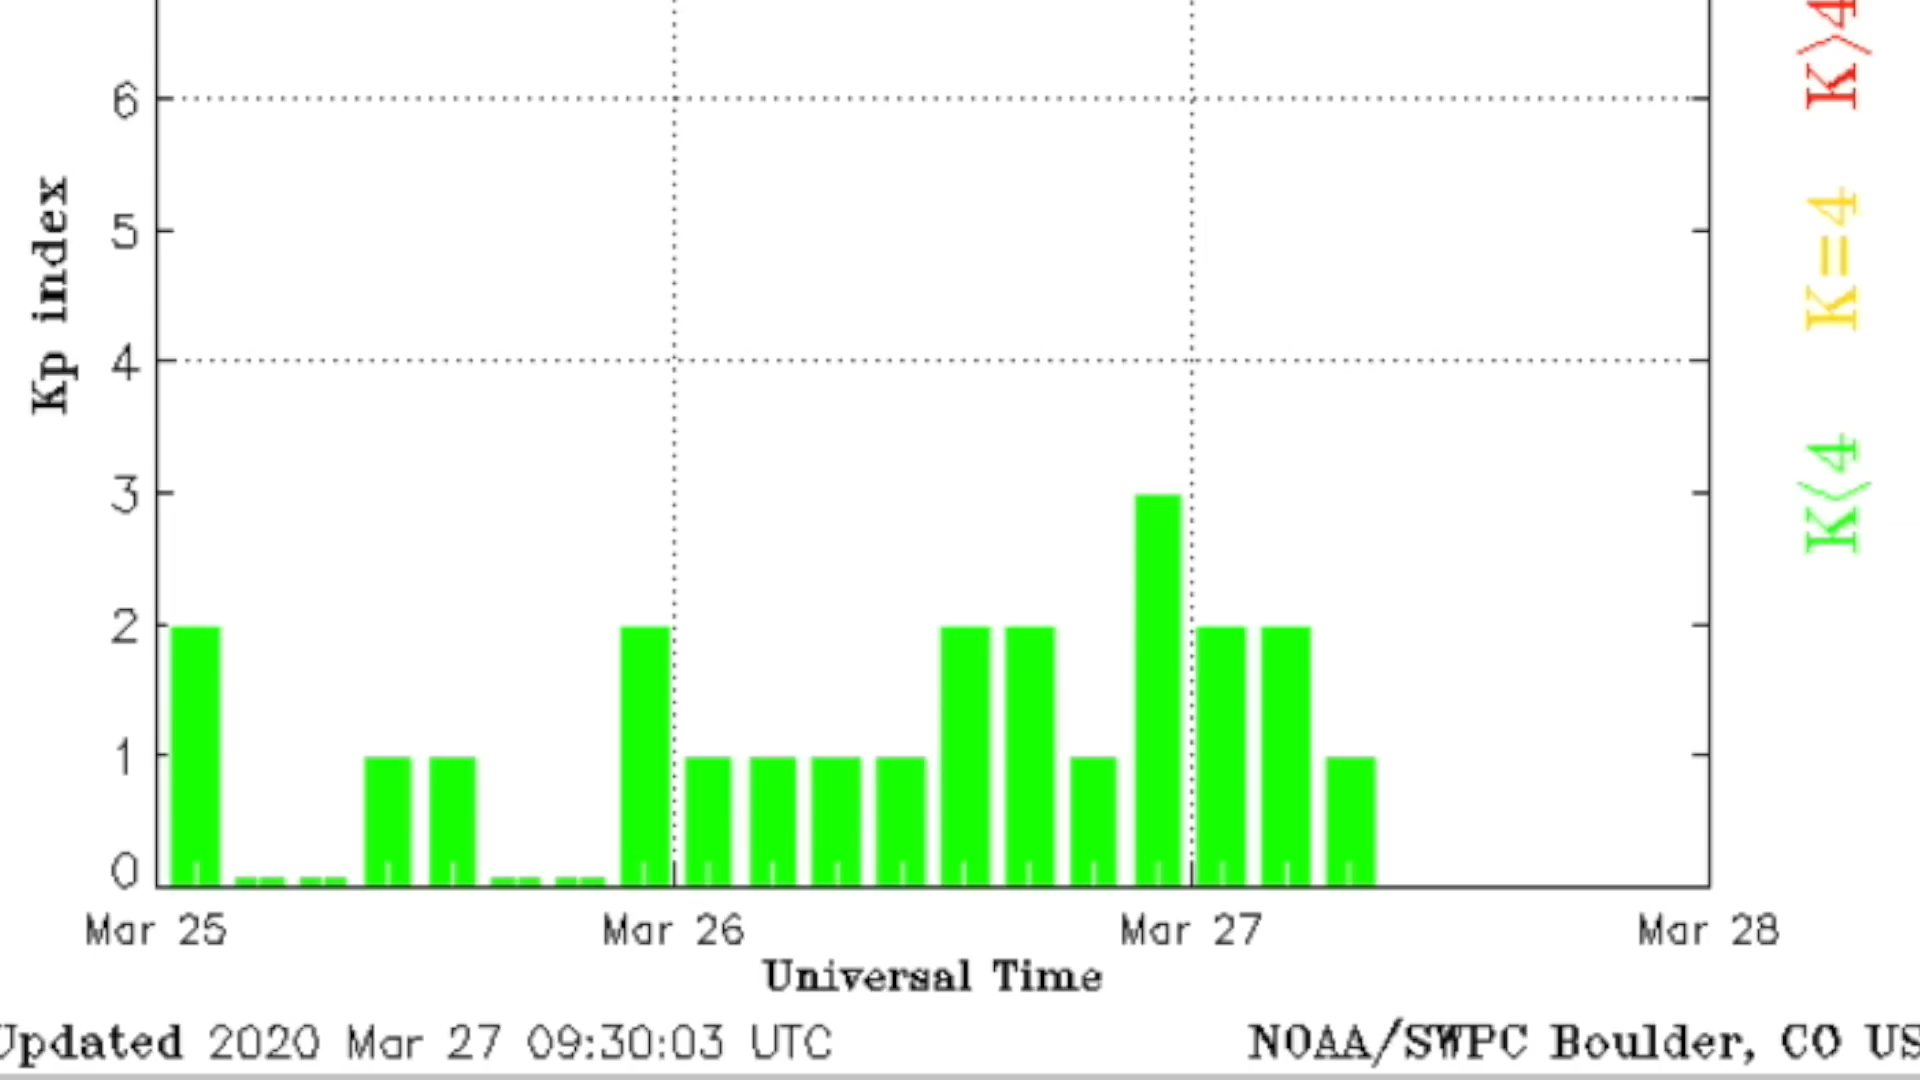 K>4
6
5
Kp index
K=4
4
3
K<4
2
1
0
Mar 25 Mar 26 Mar 27 Mar 28
Universal Time
Updated 2020 Mar 27 09:30:03 UTC NOAA/SWPC Boulder, CO US